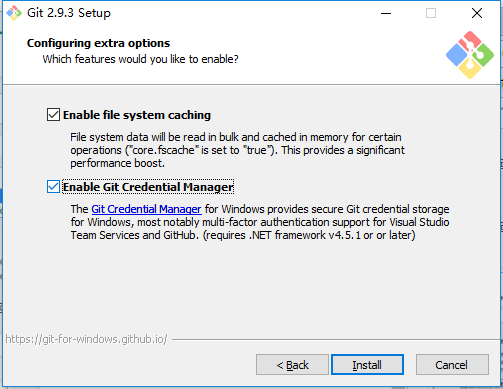 Git 2.9.3 Setup
Configuring extra options
Which features would you like to enable?
Enable file system caching
File system data will be read in bulk and cached in memory for certain
operations ("core.fscache" is set to "true"). This provides a significant
performance boost.
Enable Git Credential Manager
The Git Credential Manager for Windows provides secure Git credential storage
for Windows, most notably multi-factor authentication support for Visual Studio
Team Services and GitHub. (requires .NET framework v4.5.1 or or later)
https://git-for-windows.github.io/
< Back
Install
Cancel